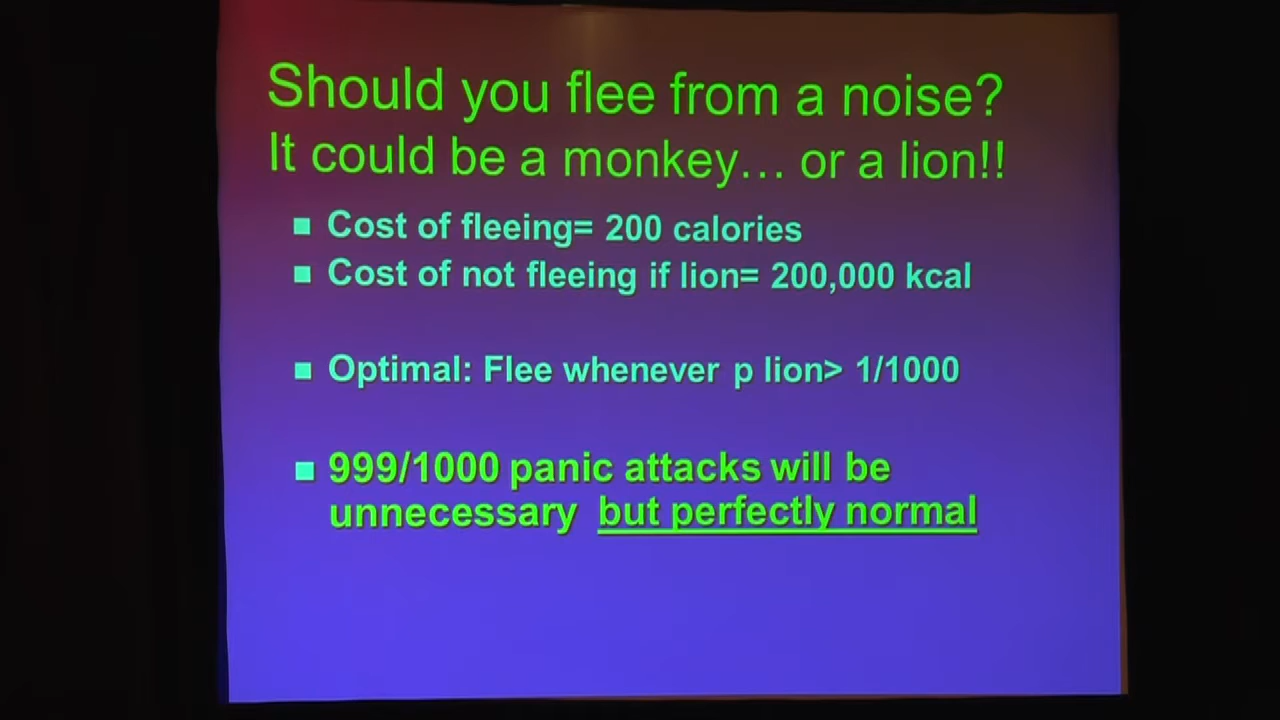 Should you flee from a noise?
It could be a monkey… or a lion!!
Cost of fleeing= 200 calories
Cost of not fleeing if lion= 200,000 kcal
Optimal: Flee whenever p lion> 1/1000
999/1000 panic attacks will be
unnecessary but perfectly normal